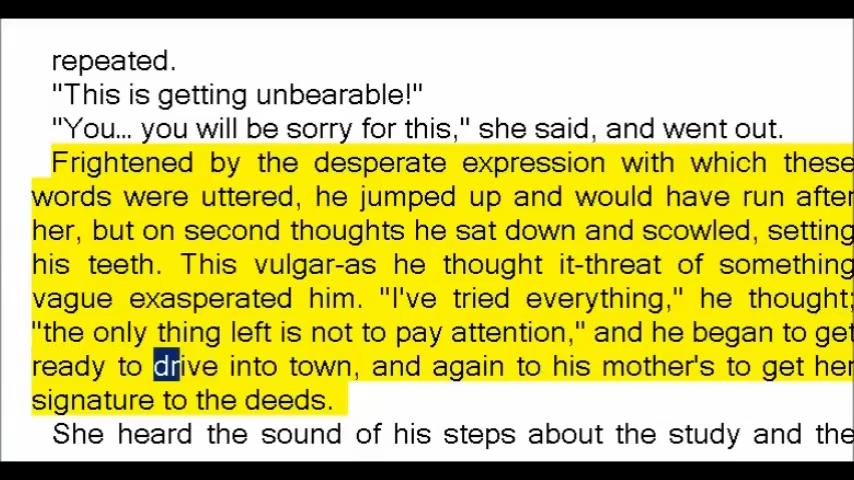 repeated.
"This is getting unbearable!"
"You... you will be sorry for this," she said, and went out.
Frightened by the desperate expression with which these
words were uttered, he jumped up and would have run after
her, but on second thoughts he sat down and scowled, setting
his teeth. This vulgar-as he thought it-threat of something
vague exasperated him. "I've tried everything," he thought;
"the only thing left is not to pay attention," and he began to get
ready to drive into town, and again to his mother's to get her
signature to the deeds.
She heard the sound of his steps about the study and the